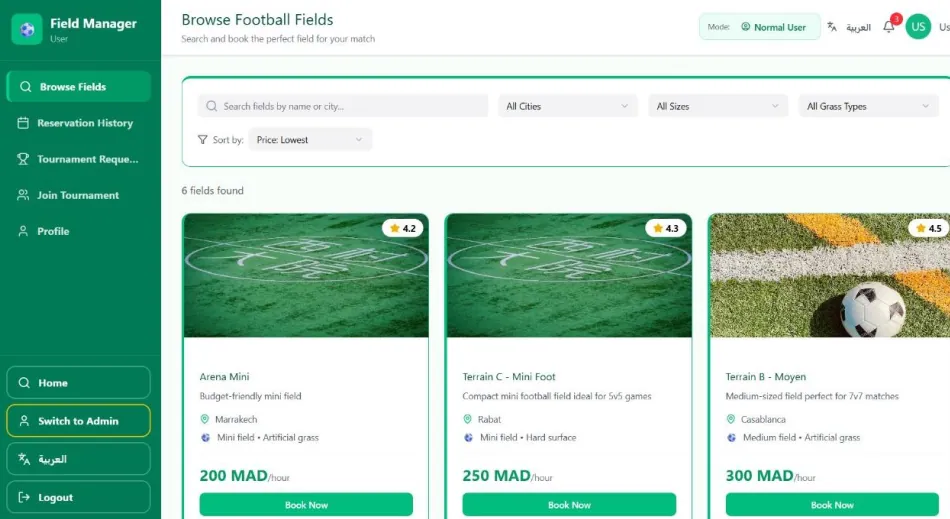 Field Manager
User
Browse Fields
Reservation History
Tournament Reque...
Join Tournament
Profile
Home
Switch to Admin
العربية
Logout
Browse Football Fields
Search and book the perfect field for your match
Mode: Normal User
العربية
3
US
Us
Search fields by name or city...
All Cities
All Sizes
All Grass Types
Sort by: Price: Lowest
6 fields found
4.2
Arena Mini
Budget-friendly mini field
Marrakech
Mini field • Artificial grass
200 MAD/hour
Book Now
4.3
Terrain C - Mini Foot
Compact mini football field ideal for 5v5 games
Rabat
Mini field • Hard surface
250 MAD/hour
Book Now
4.5
Terrain B - Moyen
Medium-sized field perfect for 7v7 matches
Casablanca
Medium field • Artificial grass
300 MAD/hour
Book Now